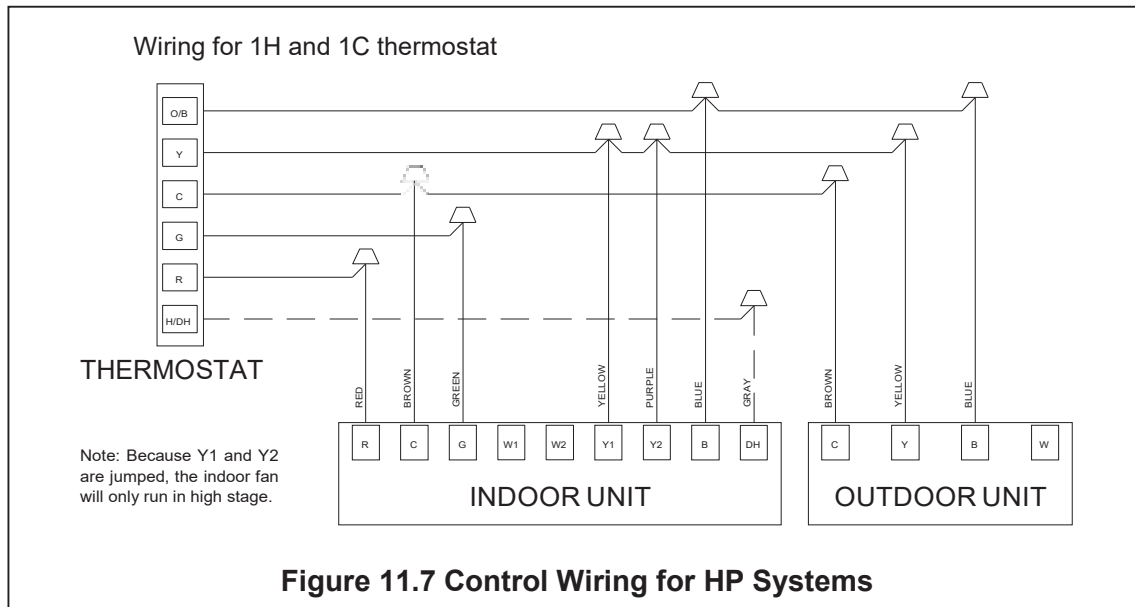 Wiring for 1H and 1C thermostat
O/B
Y
C
G
R
H/DH
THERMOSTAT
Note: Because Y1 and Y2
are jumped, the indoor fan
will only run in high stage.
RED
BROWN
GREEN
YELLOW
PURPLE
BLUE
GRAY
BROWN
YELLOW
BLUE
R C G W1 W2 Y1 Y2 B DH
C Y B W
INDOOR UNIT
OUTDOOR UNIT
Figure 11.7 Control Wiring for HP Systems